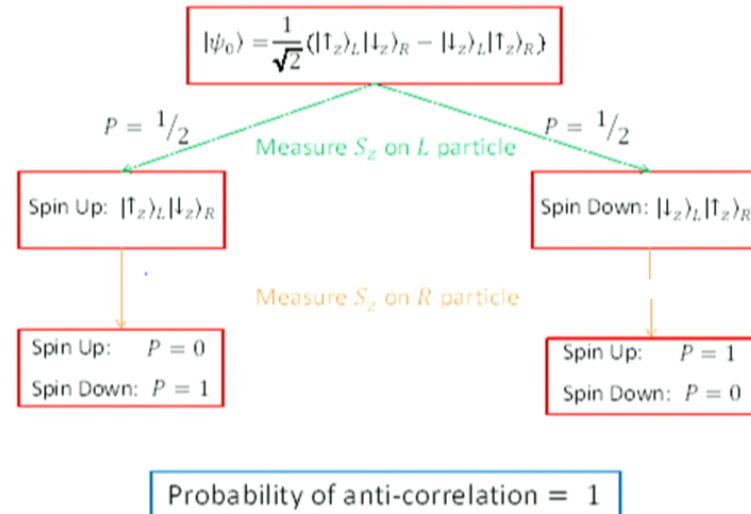 |ψ₀⟩ = 1/√2 (|↑z⟩L|↓z⟩R − |↓z⟩L|↑z⟩R)
P = 1/2
P = 1/2
Measure Sz on L particle
Spin Up: |↑z⟩L|↓z⟩R
Spin Down: |↓z⟩L|↑z⟩R
Measure Sz on R particle
Spin Up: P = 0
Spin Down: P = 1
Spin Up: P = 1
Spin Down: P = 0
Probability of anti-correlation = 1